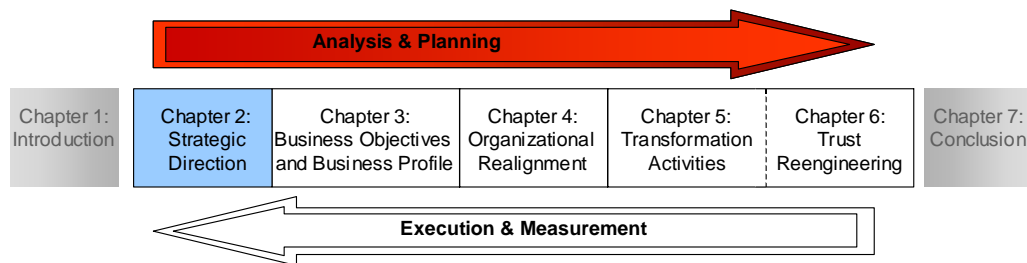 Analysis & Planning
Chapter 1:
Introduction
Chapter 2:
Strategic
Direction
Chapter 3:
Business Objectives
and Business Profile
Chapter 4:
Organizational
Realignment
Chapter 5:
Transformation
Activities
Chapter 6:
Trust
Reengineering
Chapter 7:
Conclusion
Execution & Measurement